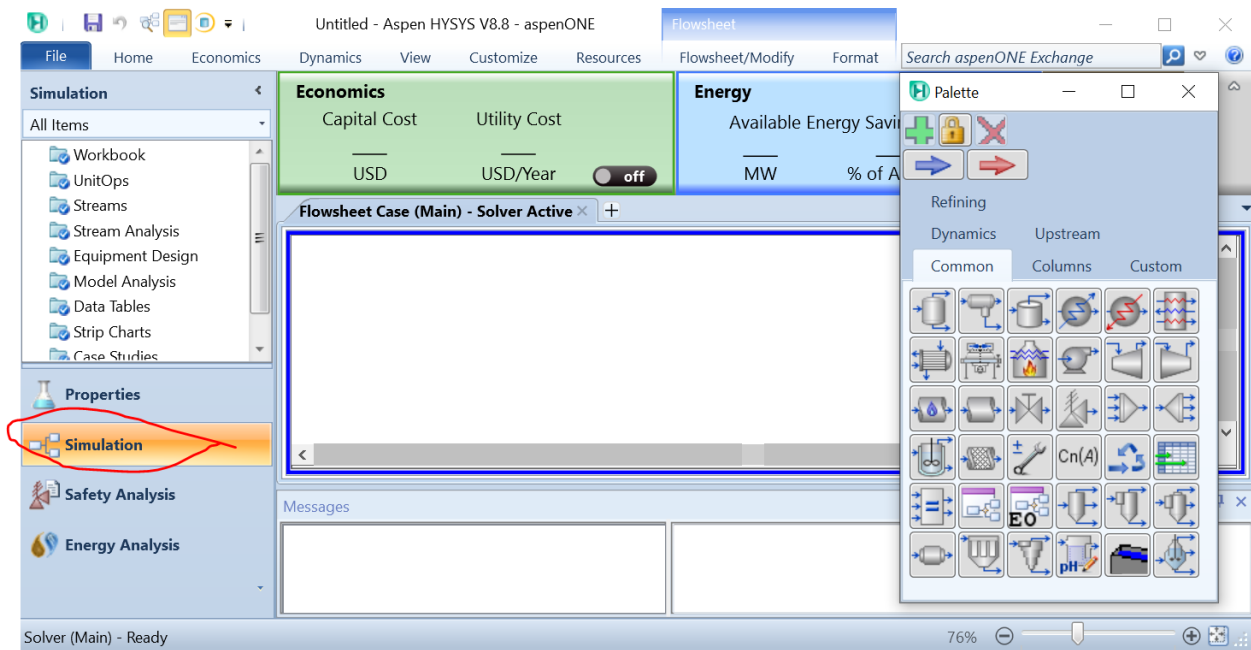 Untitled - Aspen HYSYS V8.8 - aspenONE
Flowsheet
File Home Economics Dynamics View Customize Resources Flowsheet/Modify Format Search aspenONE Exchange
Simulation
All Items
Workbook
UnitOps
Streams
Stream Analysis
Equipment Design
Model Analysis
Data Tables
Strip Charts
Case Studies
Properties
Simulation
Safety Analysis
Energy Analysis
Economics
Capital Cost Utility Cost
USD USD/Year off
Energy
Available Energy Savi
MW % of A
Flowsheet Case (Main) - Solver Active
Messages
Palette
Refining
Dynamics Upstream
Common Columns Custom
Cn(A)
EO
pH
Solver (Main) - Ready 76%